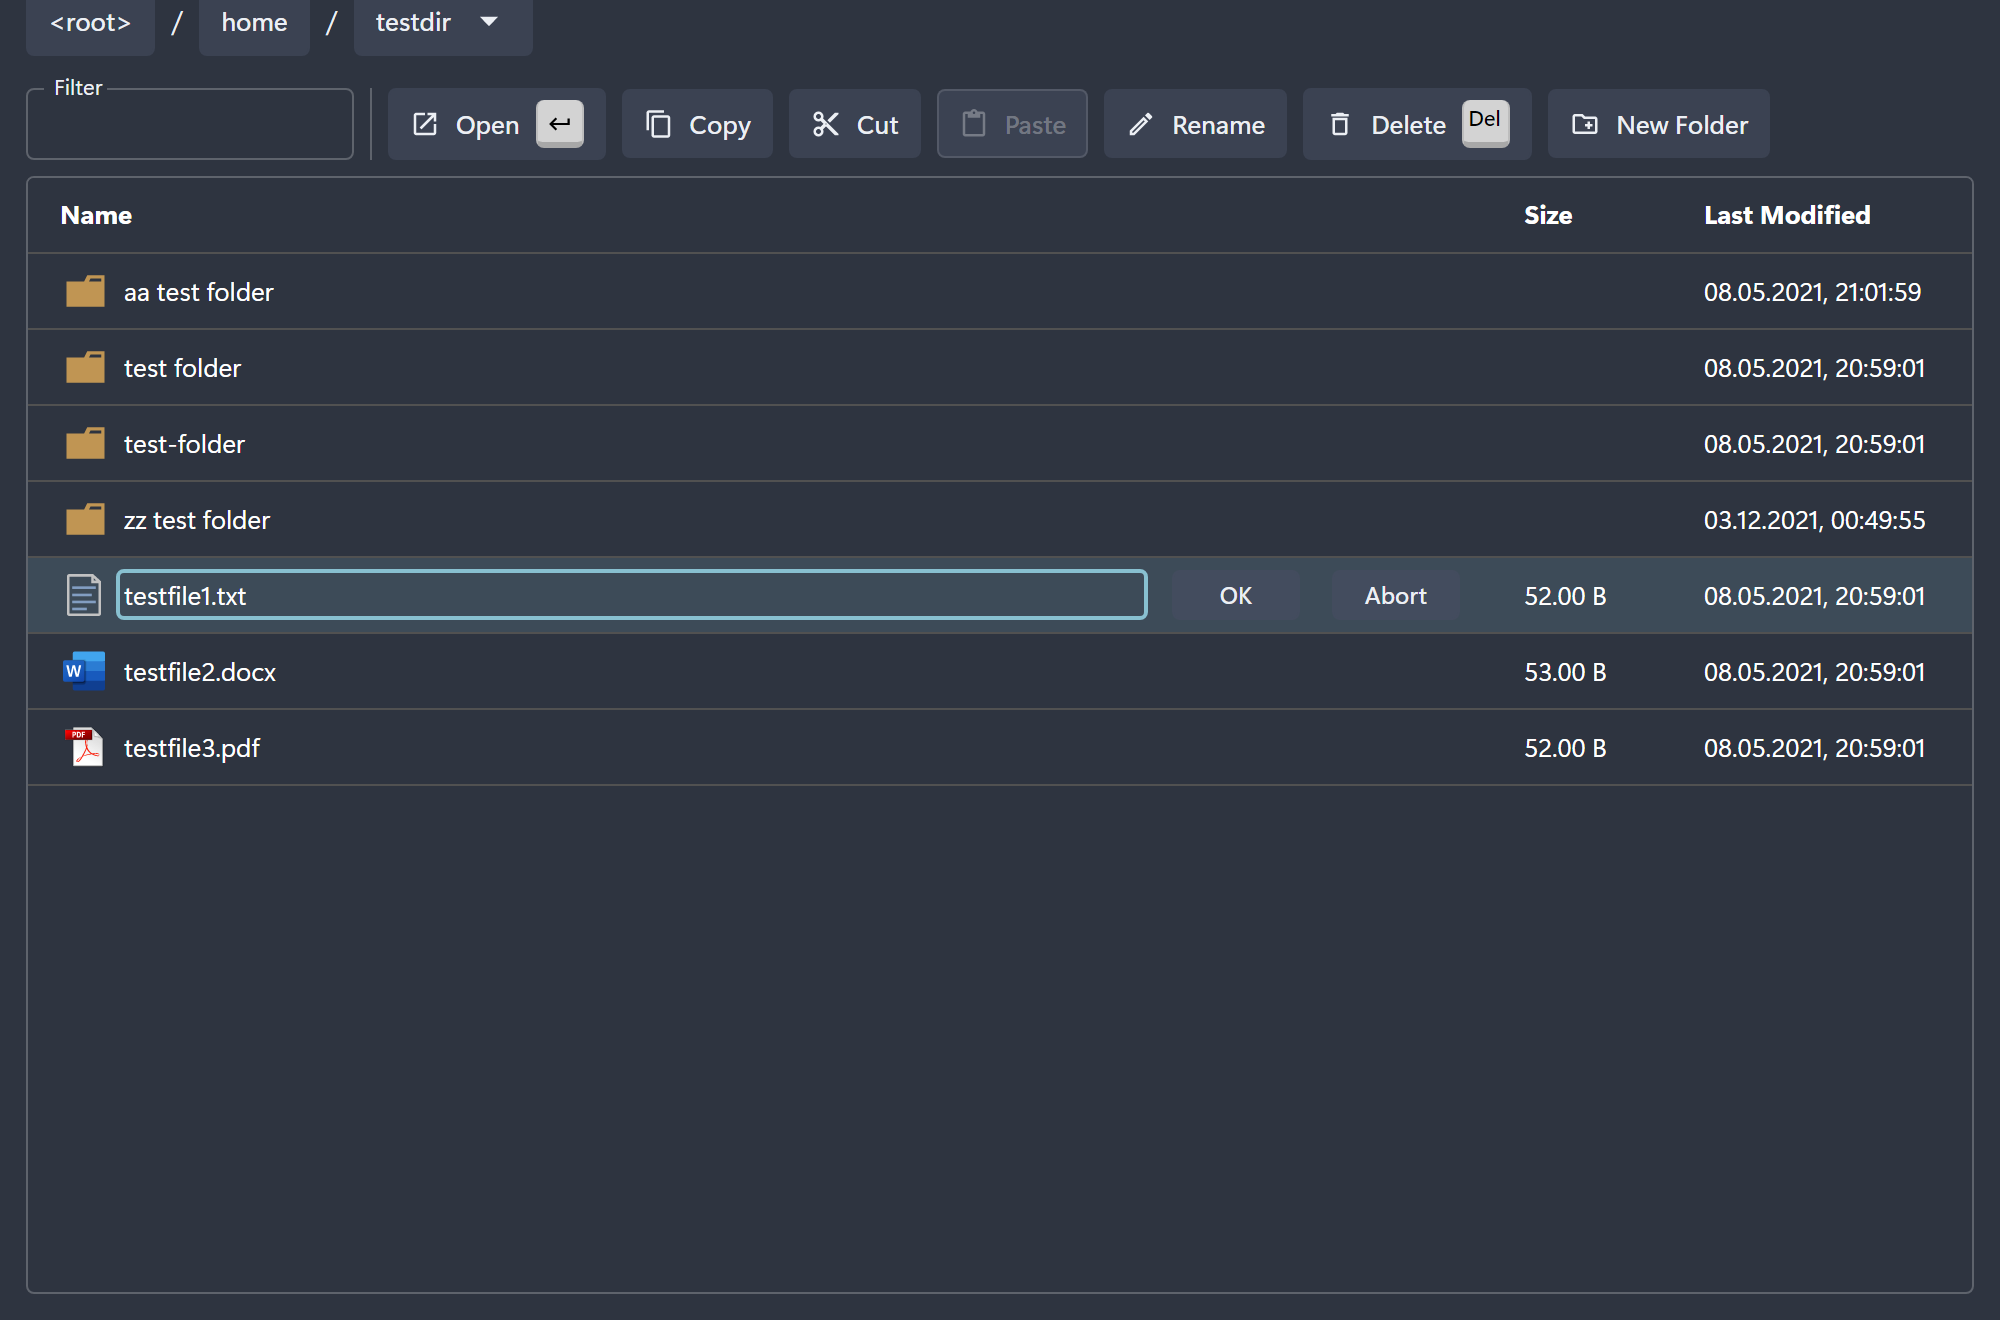 <root> / home / testdir
Filter
Open Copy Cut Paste Rename Delete Del New Folder
Name Size Last Modified
aa test folder 08.05.2021, 21:01:59
test folder 08.05.2021, 20:59:01
test-folder 08.05.2021, 20:59:01
zz test folder 03.12.2021, 00:49:55
testfile1.txt OK Abort 52.00 B 08.05.2021, 20:59:01
W testfile2.docx 53.00 B 08.05.2021, 20:59:01
PDF testfile3.pdf 52.00 B 08.05.2021, 20:59:01